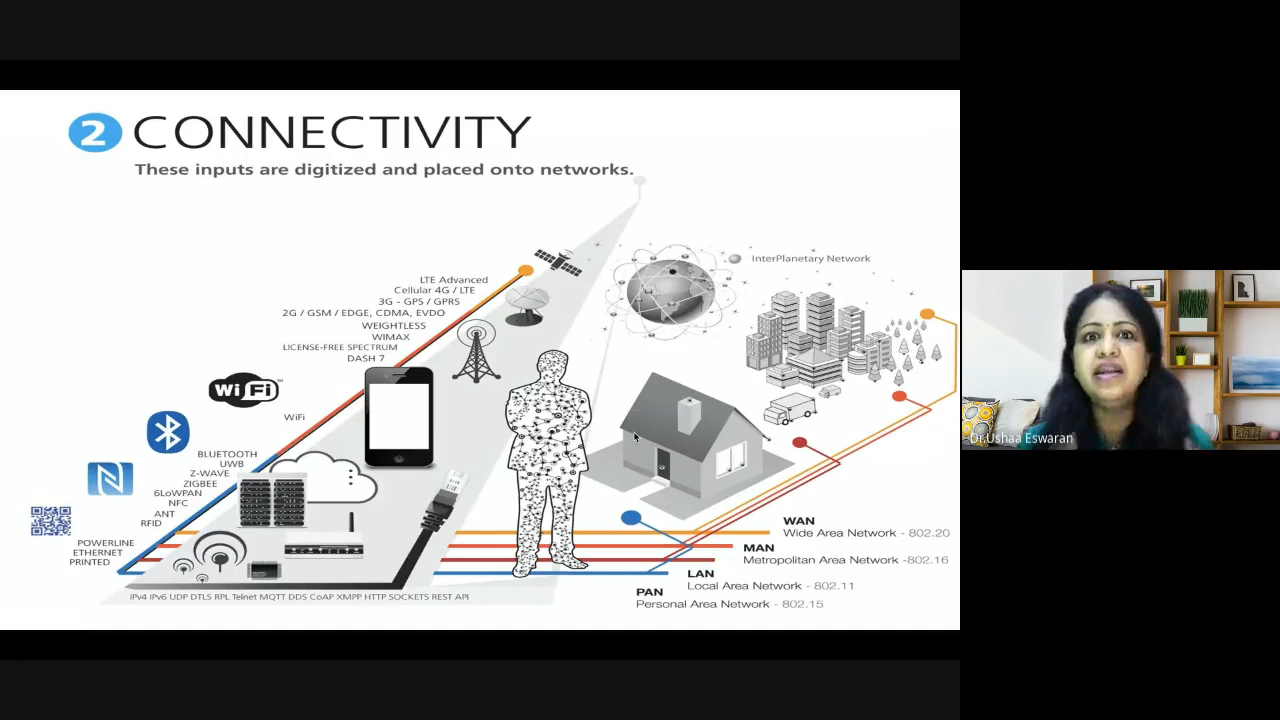 2 CONNECTIVITY
These inputs are digitized and placed onto networks.
InterPlanetary Network
LTE Advanced
Cellular 4G / LTE
3G - GPS / GPRS
2G / GSM / EDGE, CDMA, EVDO
WEIGHTLESS
WIMAX
LICENSE-FREE SPECTRUM
DASH 7
Wi Fi
WiFi
BLUETOOTH
UWB
Z-WAVE
ZIGBEE
6LoWPAN
NFC
ANT
RFID
POWERLINE
ETHERNET
PRINTED
WAN
Wide Area Network - 802.20
MAN
Metropolitan Area Network -802.16
LAN
Local Area Network - 802.11
PAN
Personal Area Network - 802.15
IPv4 IPv6 UDP DTLS RPL Telnet MQTT DDS CoAP XMPP HTTP SOCKETS REST API
Dr.Ushaa Eswaran